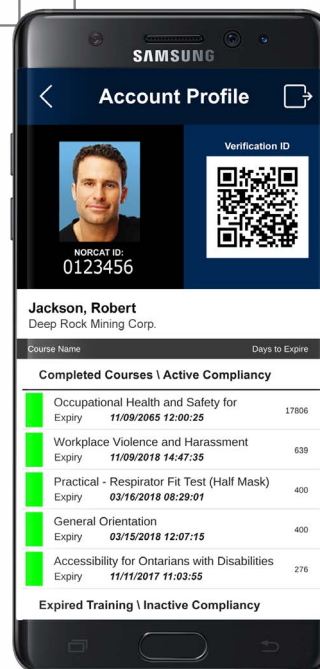 SAMSUNG
Account Profile
Verification ID
NORCAT ID:
0123456
Jackson, Robert
Deep Rock Mining Corp.
Course Name Days to Expire
Completed Courses \ Active Compliancy
Occupational Health and Safety for
Expiry 11/09/2065 12:00:25 17806
Workplace Violence and Harassment
Expiry 11/09/2018 14:47:35 639
Practical - Respirator Fit Test (Half Mask)
Expiry 03/16/2018 08:29:01 400
General Orientation
Expiry 03/15/2018 12:07:15 400
Accessibility for Ontarians with Disabilities
Expiry 11/11/2017 11:03:55 276
Expired Training \ Inactive Compliancy